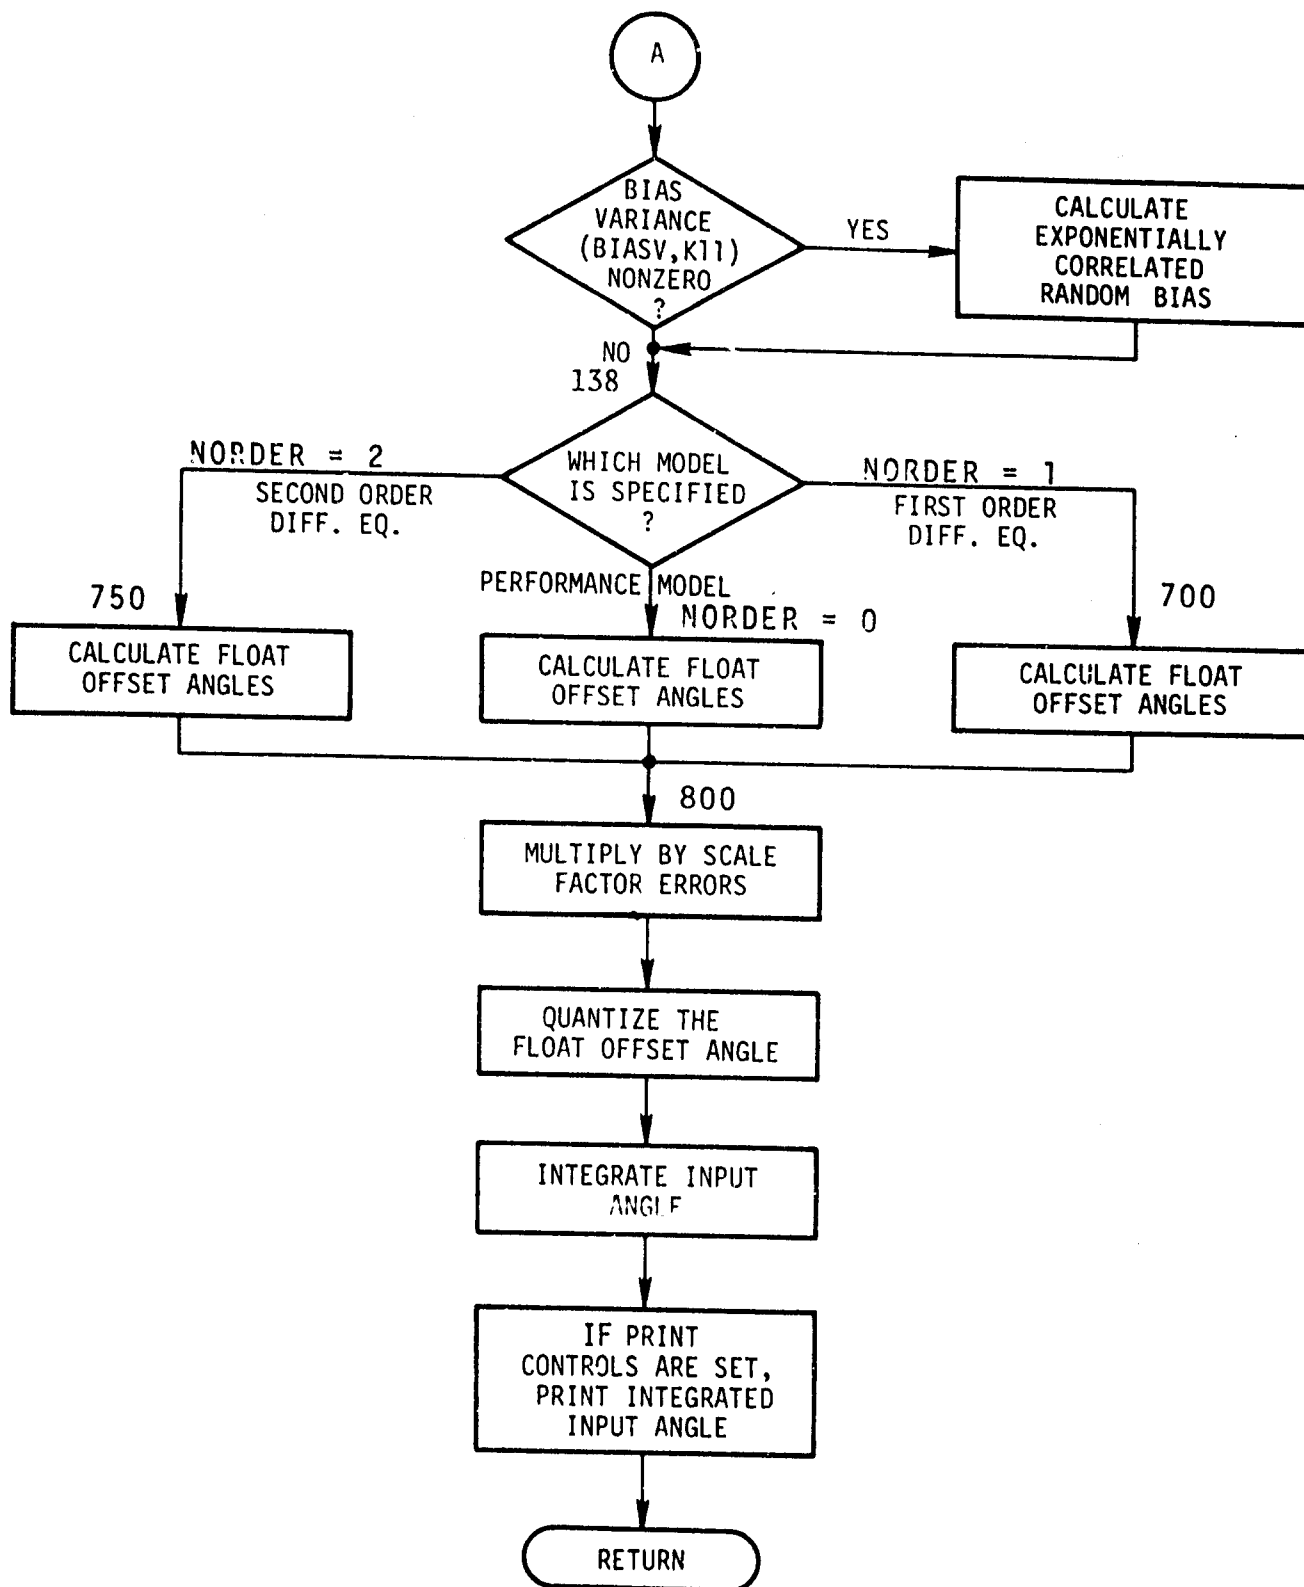 A
BIAS
VARIANCE
(BIASV,K11)
NONZERO
?
YES
CALCULATE
EXPONENTIALLY
CORRELATED
RANDOM BIAS
NO
138
WHICH MODEL
IS SPECIFIED
?
NORDER = 2
SECOND ORDER
DIFF. EQ.
NORDER = 1
FIRST ORDER
DIFF. EQ.
PERFORMANCE MODEL
NORDER = 0
750
CALCULATE FLOAT
OFFSET ANGLES
CALCULATE FLOAT
OFFSET ANGLES
700
CALCULATE FLOAT
OFFSET ANGLES
800
MULTIPLY BY SCALE
FACTOR ERRORS
QUANTIZE THE
FLOAT OFFSET ANGLE
INTEGRATE INPUT
ANGLE
IF PRINT
CONTROLS ARE SET,
PRINT INTEGRATED
INPUT ANGLE
RETURN